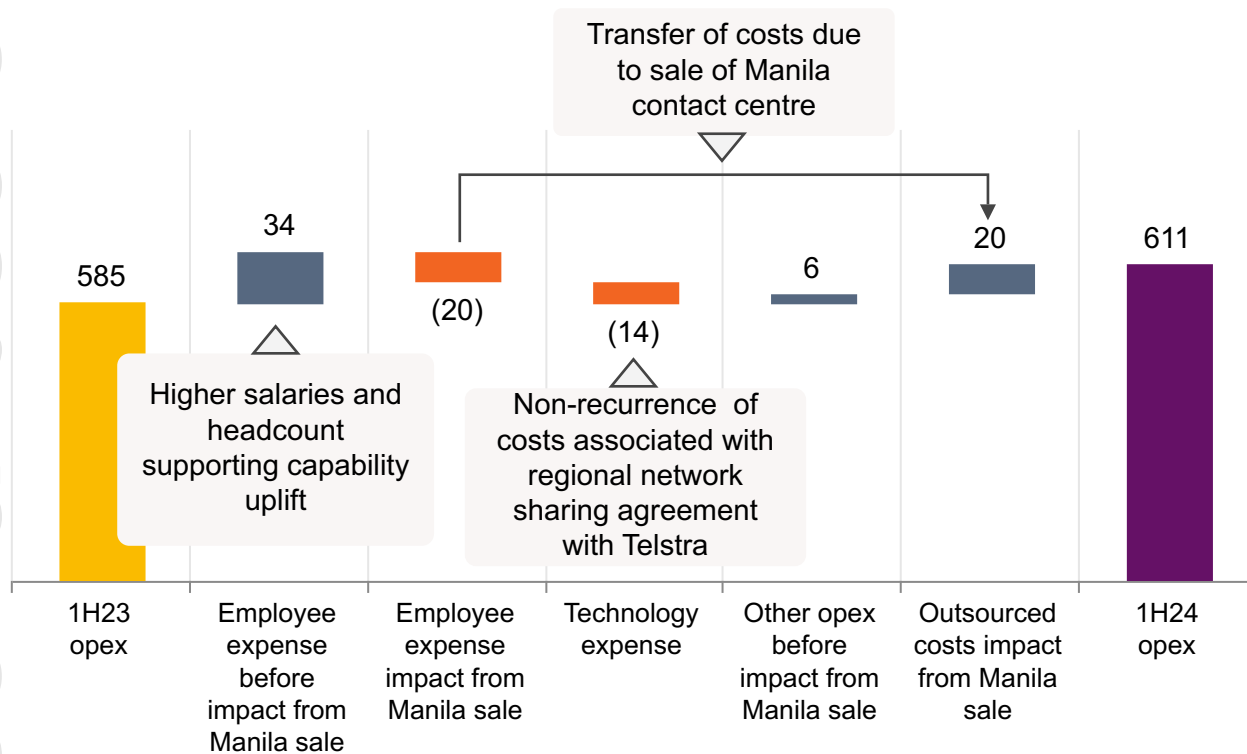 Transfer of costs due
to sale of Manila
contact centre
585
34
(20)
(14)
6
20
611
Higher salaries and
headcount
supporting capability
uplift
Non-recurrence of
costs associated with
regional network
sharing agreement
with Telstra
1H23
opex
Employee
expense
before
impact from
Manila sale
Employee
expense
impact from
Manila sale
Technology
expense
Other opex
before
impact from
Manila sale
Outsourced
costs impact
from Manila
sale
1H24
opex